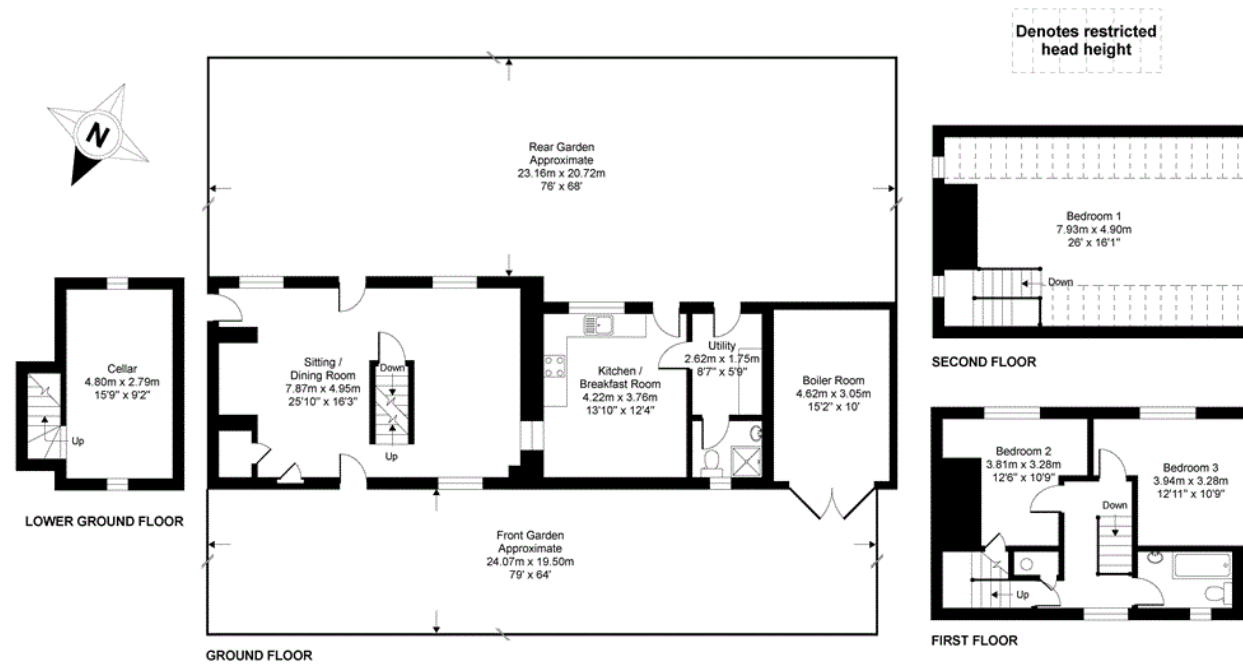 Denotes restricted
head height
N
Rear Garden
Approximate
23.16m x 20.72m
76' x 68'
Bedroom 1
7.93m x 4.90m
26' x 16'1"
Down
SECOND FLOOR
Cellar
4.80m x 2.79m
15'9" x 9'2"
Up
LOWER GROUND FLOOR
Sitting /
Dining Room
7.87m x 4.95m
25'10" x 16'3"
Down
Up
Kitchen /
Breakfast Room
4.22m x 3.76m
13'10" x 12'4"
Utility
2.62m x 1.75m
8'7" x 5'9"
Boiler Room
4.62m x 3.05m
15'2" x 10'
Front Garden
Approximate
24.07m x 19.50m
79' x 64'
GROUND FLOOR
Bedroom 2
3.81m x 3.28m
12'6" x 10'9"
Bedroom 3
3.94m x 3.28m
12'11" x 10'9"
Down
Up
FIRST FLOOR